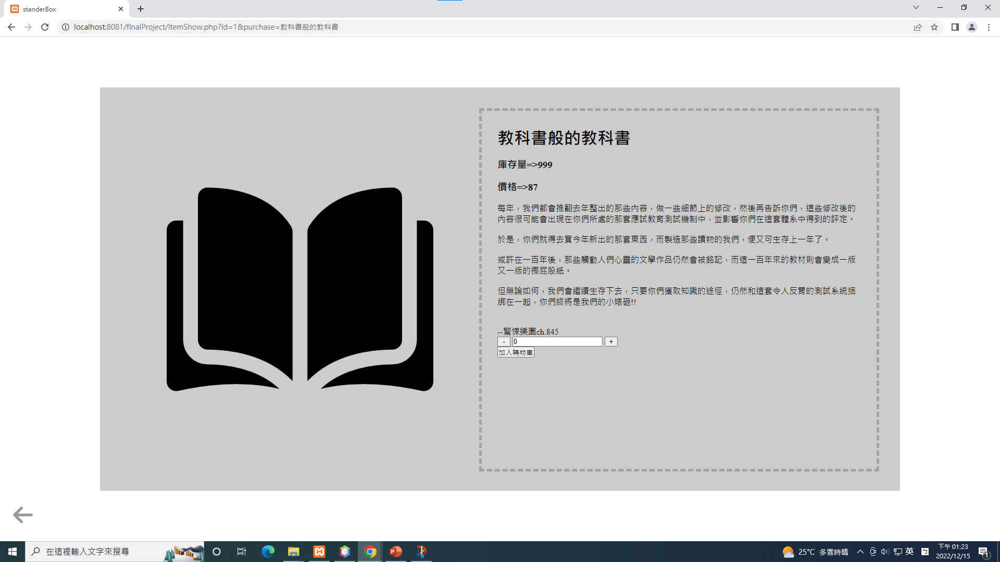 standerBox
localhost:8081/finalProject/itemShow.php?id=1&purchase=教科書般的教科書
教科書般的教科書
庫存量=>999
價格=>87
每年，我們都會推翻去年整出的那些內容，做一些細節上的修改，然後再告訴你們，這些修改後的
內容很可能會出現在你們所處的那套應試教育測試機制中，並影響你們在這套體系中得到的評定。
於是，你們就得去買今年新出的那套東西，而製造那些讀物的我們，便又可生存上一年了。
或許在一百年後，那些觸動人們心靈的文學作品仍然會被銘記，而這一百年來的教材則會變成一版
又一版的擦屁股紙。
但無論如何，我們會繼續生存下去，只要你們獲取知識的途徑，仍然和這套令人反胃的測試系統捆
綁在一起，你們終將是我們的小婊砸!!
--驚悚樂園ch.845
- 0 +
加入購物車
在這裡輸入文字來搜尋
25°C 多雲時晴
英
下午 01:23
2022/12/15
1